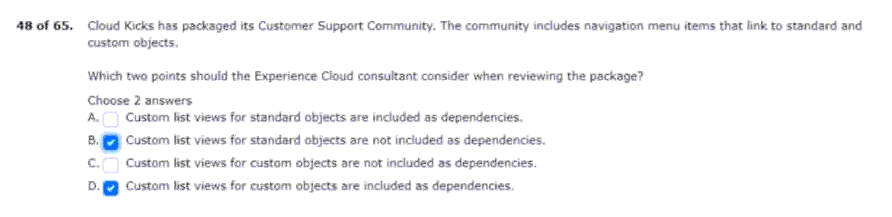 48 of 65. Cloud Kicks has packaged its Customer Support Community. The community includes navigation menu items that link to standard and
custom objects.
Which two points should the Experience Cloud consultant consider when reviewing the package?
Choose 2 answers
A. Custom list views for standard objects are included as dependencies.
B. Custom list views for standard objects are not included as dependencies.
C. Custom list views for custom objects are not included as dependencies.
D. Custom list views for custom objects are included as dependencies.